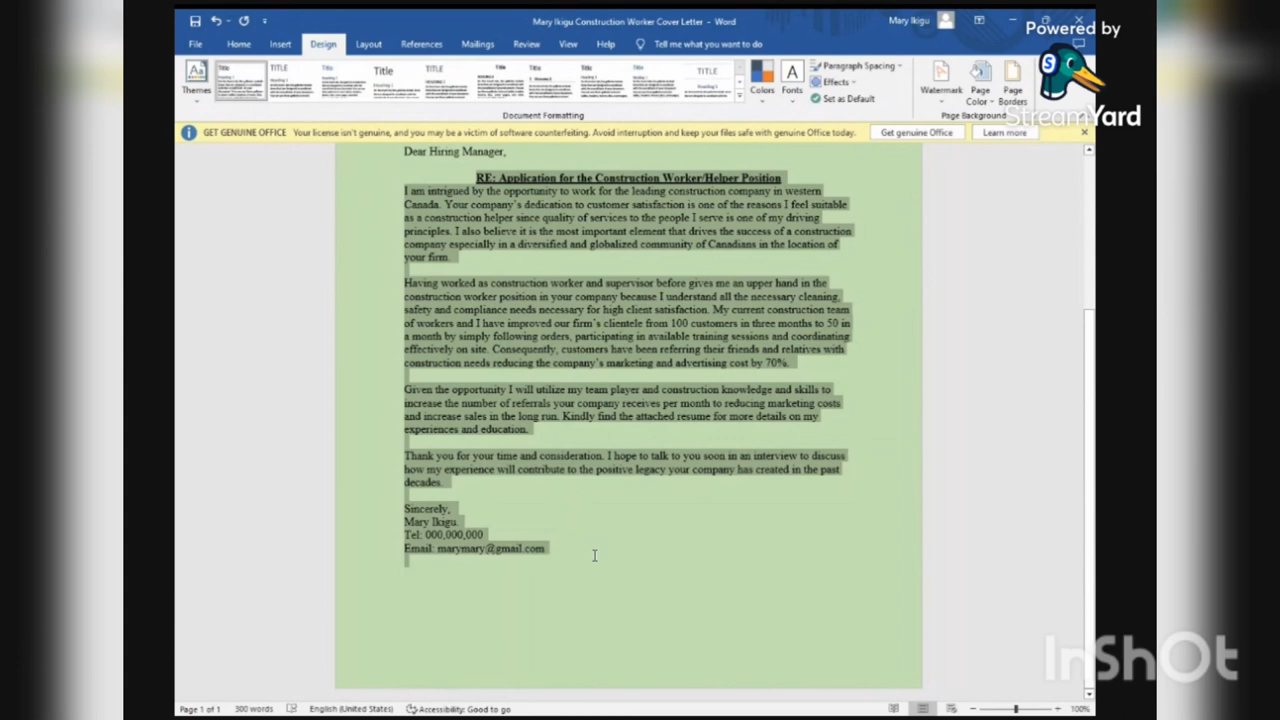 Mary Ikigu Construction Worker Cover Letter - Word
Mary Ikigu
Powered by
StreamYard
File Home Insert Design Layout References Mailings Review View Help Tell me what you want to do
Themes
Title
TITLE
Title
Title
TITLE
TITLE
Colors
Fonts
Paragraph Spacing
Effects
Set as Default
Watermark
Page Color
Page Borders
Document Formatting
Page Background
GET GENUINE OFFICE Your license isn't genuine, and you may be a victim of software counterfeiting. Avoid interruption and keep your files safe with genuine Office today. Get genuine Office Learn more
Dear Hiring Manager,
RE: Application for the Construction Worker/Helper Position
I am intrigued by the opportunity to work for the leading construction company in western
Canada. Your company's dedication to customer satisfaction is one of the reasons I feel suitable
as a construction helper since quality of services to the people I serve is one of my driving
principles. I also believe it is the most important element that drives the success of a construction
company especially in a diversified and globalized community of Canadians in the location of
your firm.
Having worked as construction worker and supervisor before gives me an upper hand in the
construction worker position in your company because I understand all the necessary cleaning,
safety and compliance needs necessary for high client satisfaction. My current construction team
of workers and I have improved our firm's clientele from 100 customers in three months to 50 in
a month by simply following orders, participating in available training sessions and coordinating
effectively on site. Consequently, customers have been referring their friends and relatives with
construction needs reducing the company's marketing and advertising cost by 70%.
Given the opportunity I will utilize my team player and construction knowledge and skills to
increase the number of referrals your company receives per month to reducing marketing costs
and increase sales in the long run. Kindly find the attached resume for more details on my
experiences and education.
Thank you for your time and consideration. I hope to talk to you soon in an interview to discuss
how my experience will contribute to the positive legacy your company has created in the past
decades.
Sincerely,
Mary Ikigu.
Tel: 000,000,000
Email: marymary@gmail.com
InShOt
Page 1 of 1 300 words English (United States) Accessibility: Good to go 100%